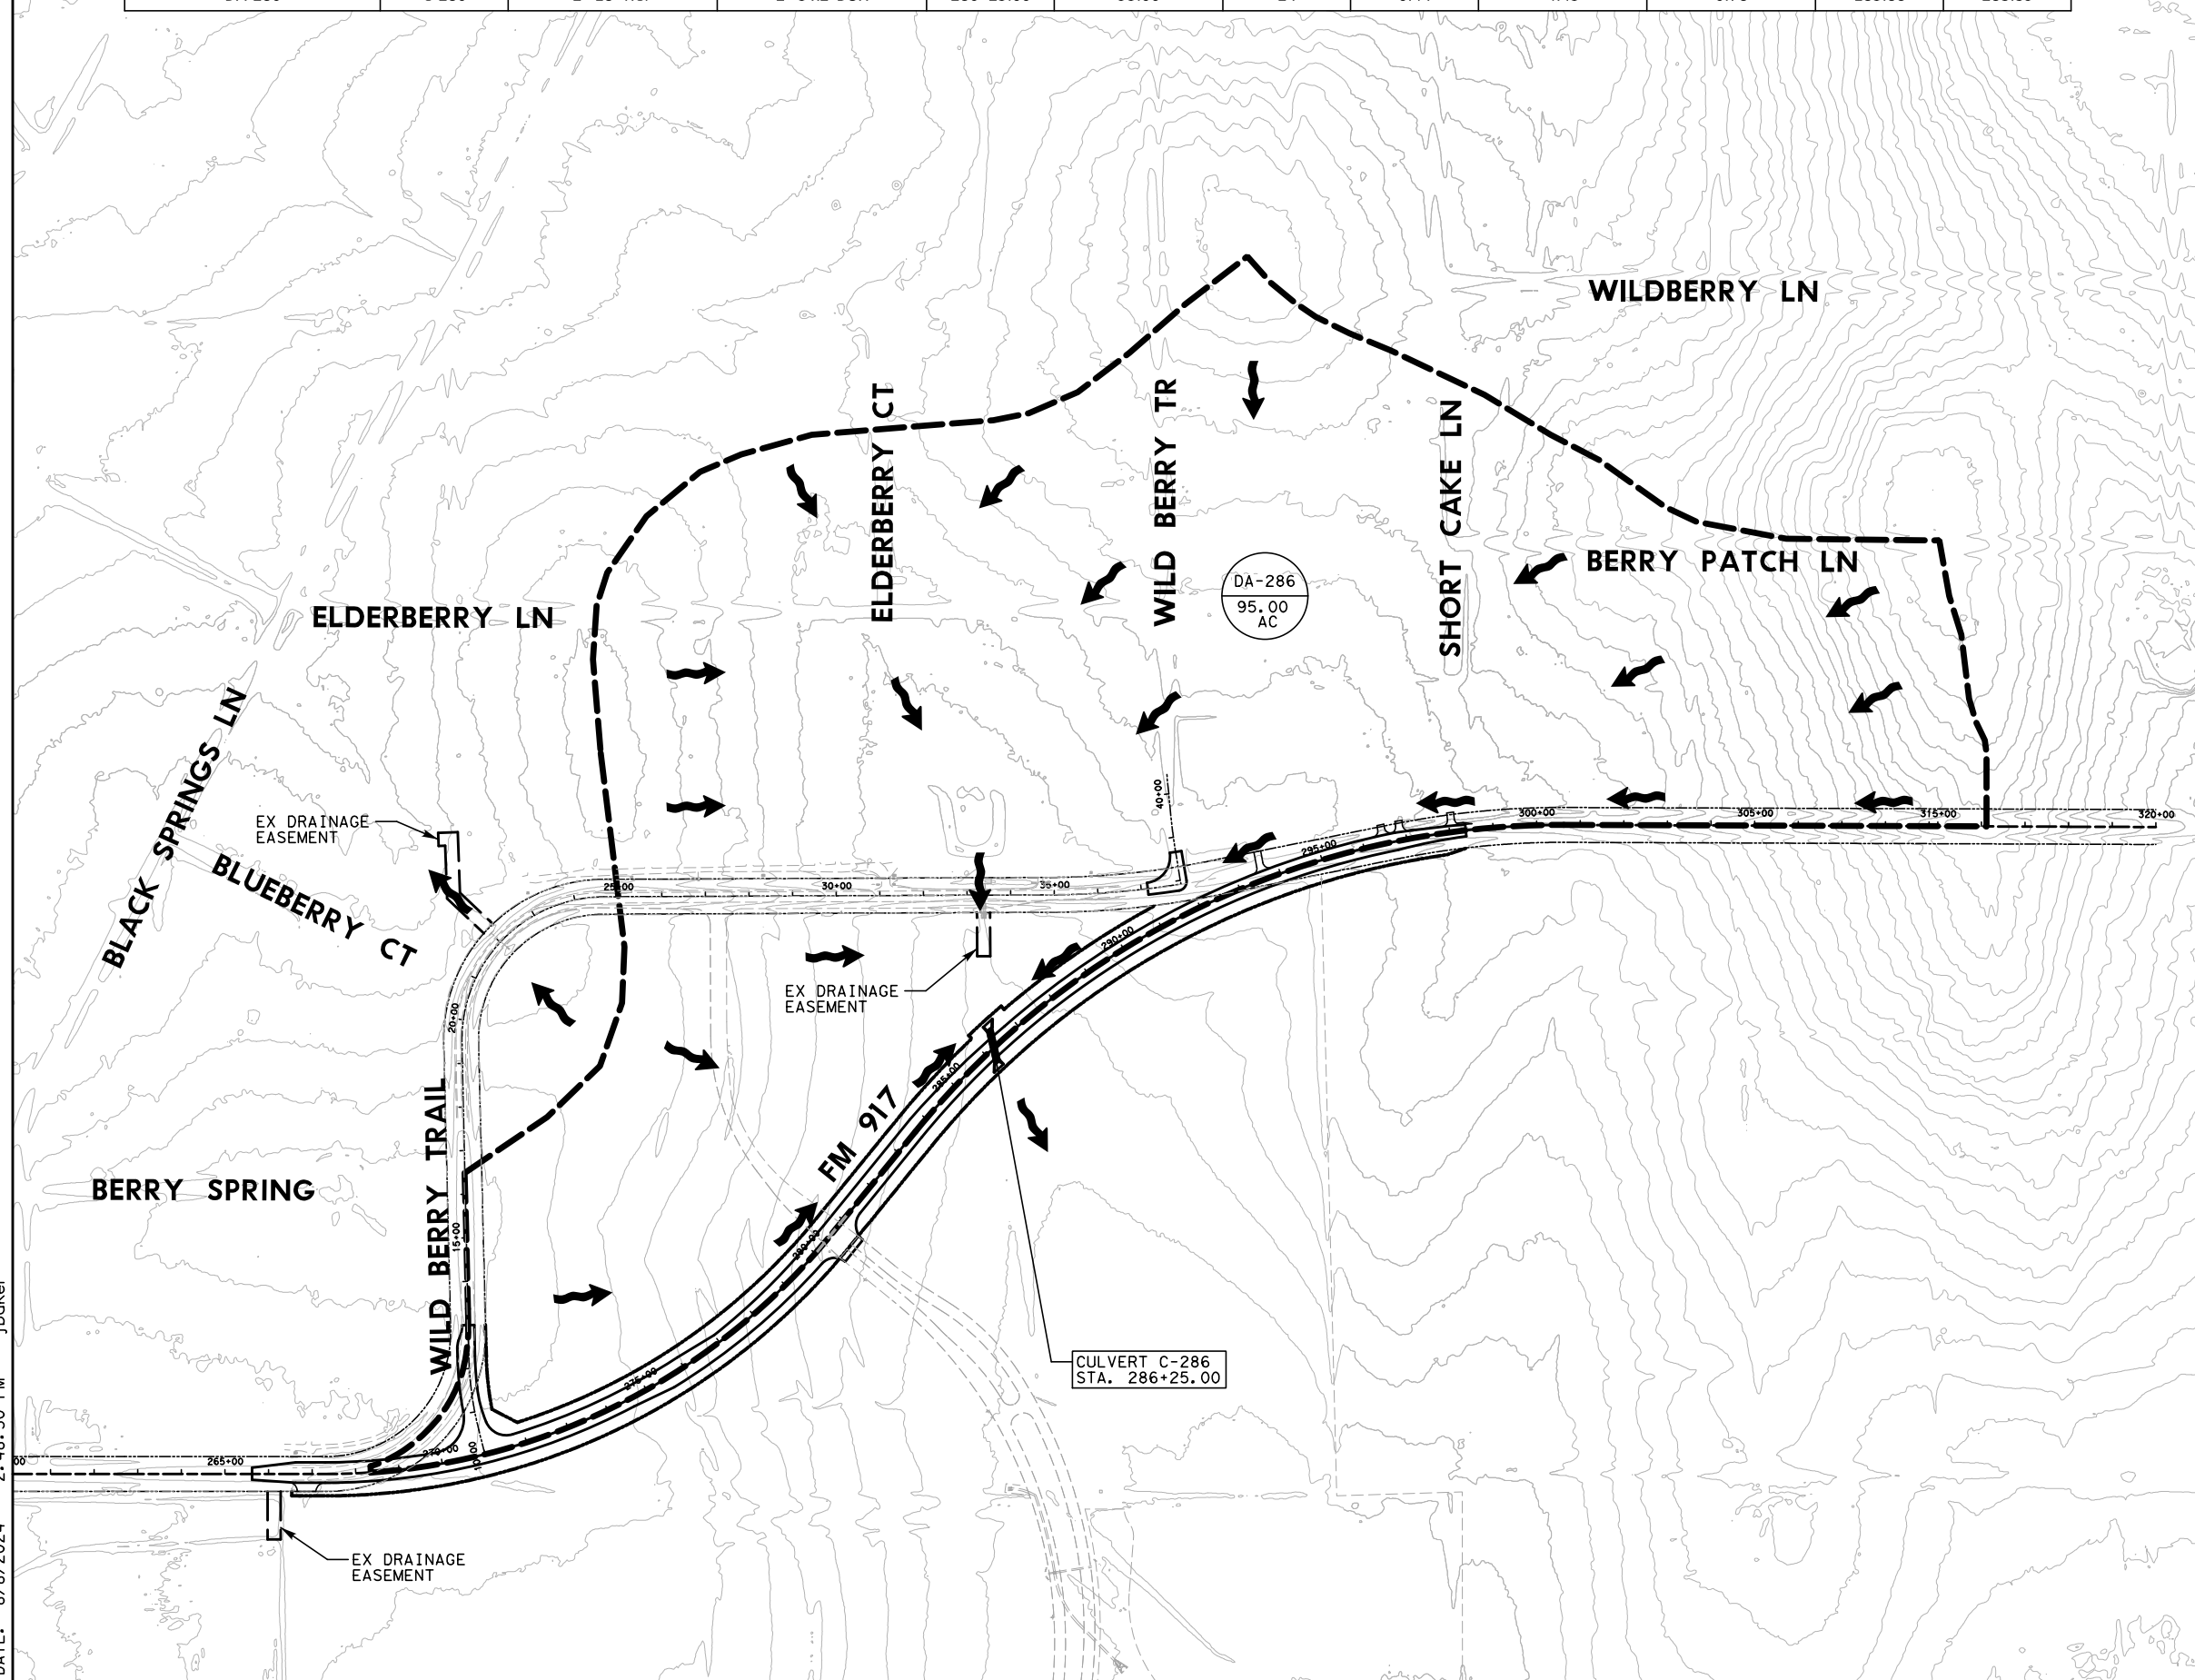 WILDBERRY LN
ELDERBERRY CT
WILD BERRY TR
SHORT CAKE LN
DA-286
95.00
AC
BERRY PATCH LN
ELDERBERRY LN
BLACK SPRINGS LN
EX DRAINAGE
EASEMENT
BLUEBERRY CT
40+00
300+00
305+00
315+00
320+00
295+00
25+00
30+00
35+00
290+00
EX DRAINAGE
EASEMENT
20+00
285+00
FM 917
WILD BERRY TRAIL
BERRY SPRING
15+00
280+00
CULVERT C-286
STA. 286+25.00
275+00
270+00
265+00
EX DRAINAGE
EASEMENT